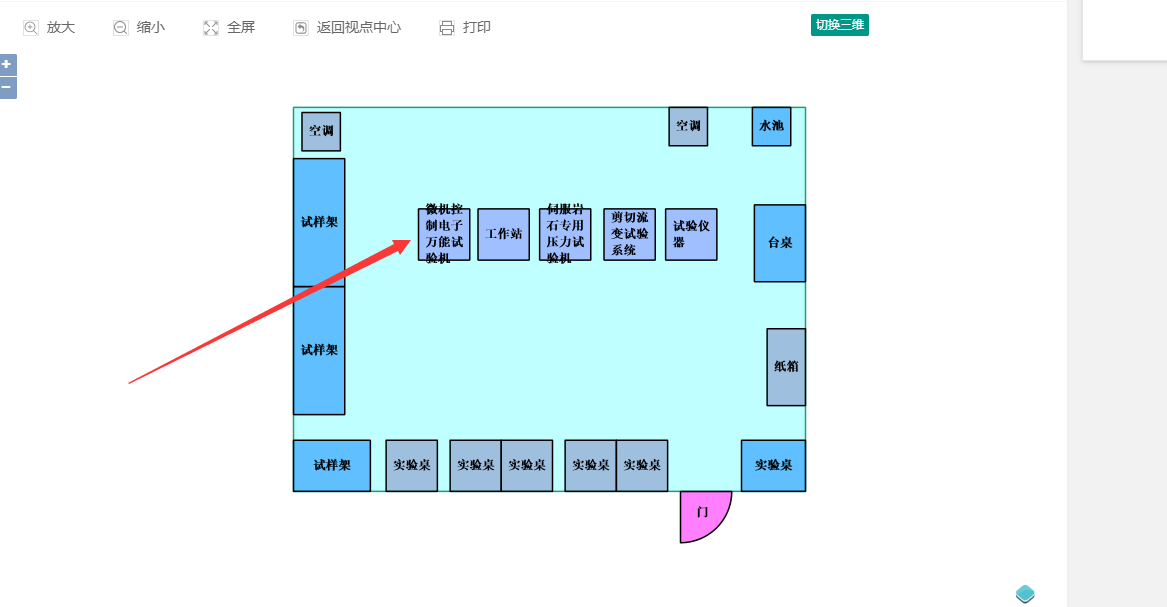 放大
缩小
全屏
返回视点中心
打印
切换三维
+
−
空调
空调
水池
试样架
微机控
制电子
万能试
验机
工作站
伺服岩
石专用
压力试
验机
剪切流
变试验
系统
试验仪
器
台桌
试样架
纸箱
试样架
实验桌
实验桌
实验桌
实验桌
实验桌
实验桌
门